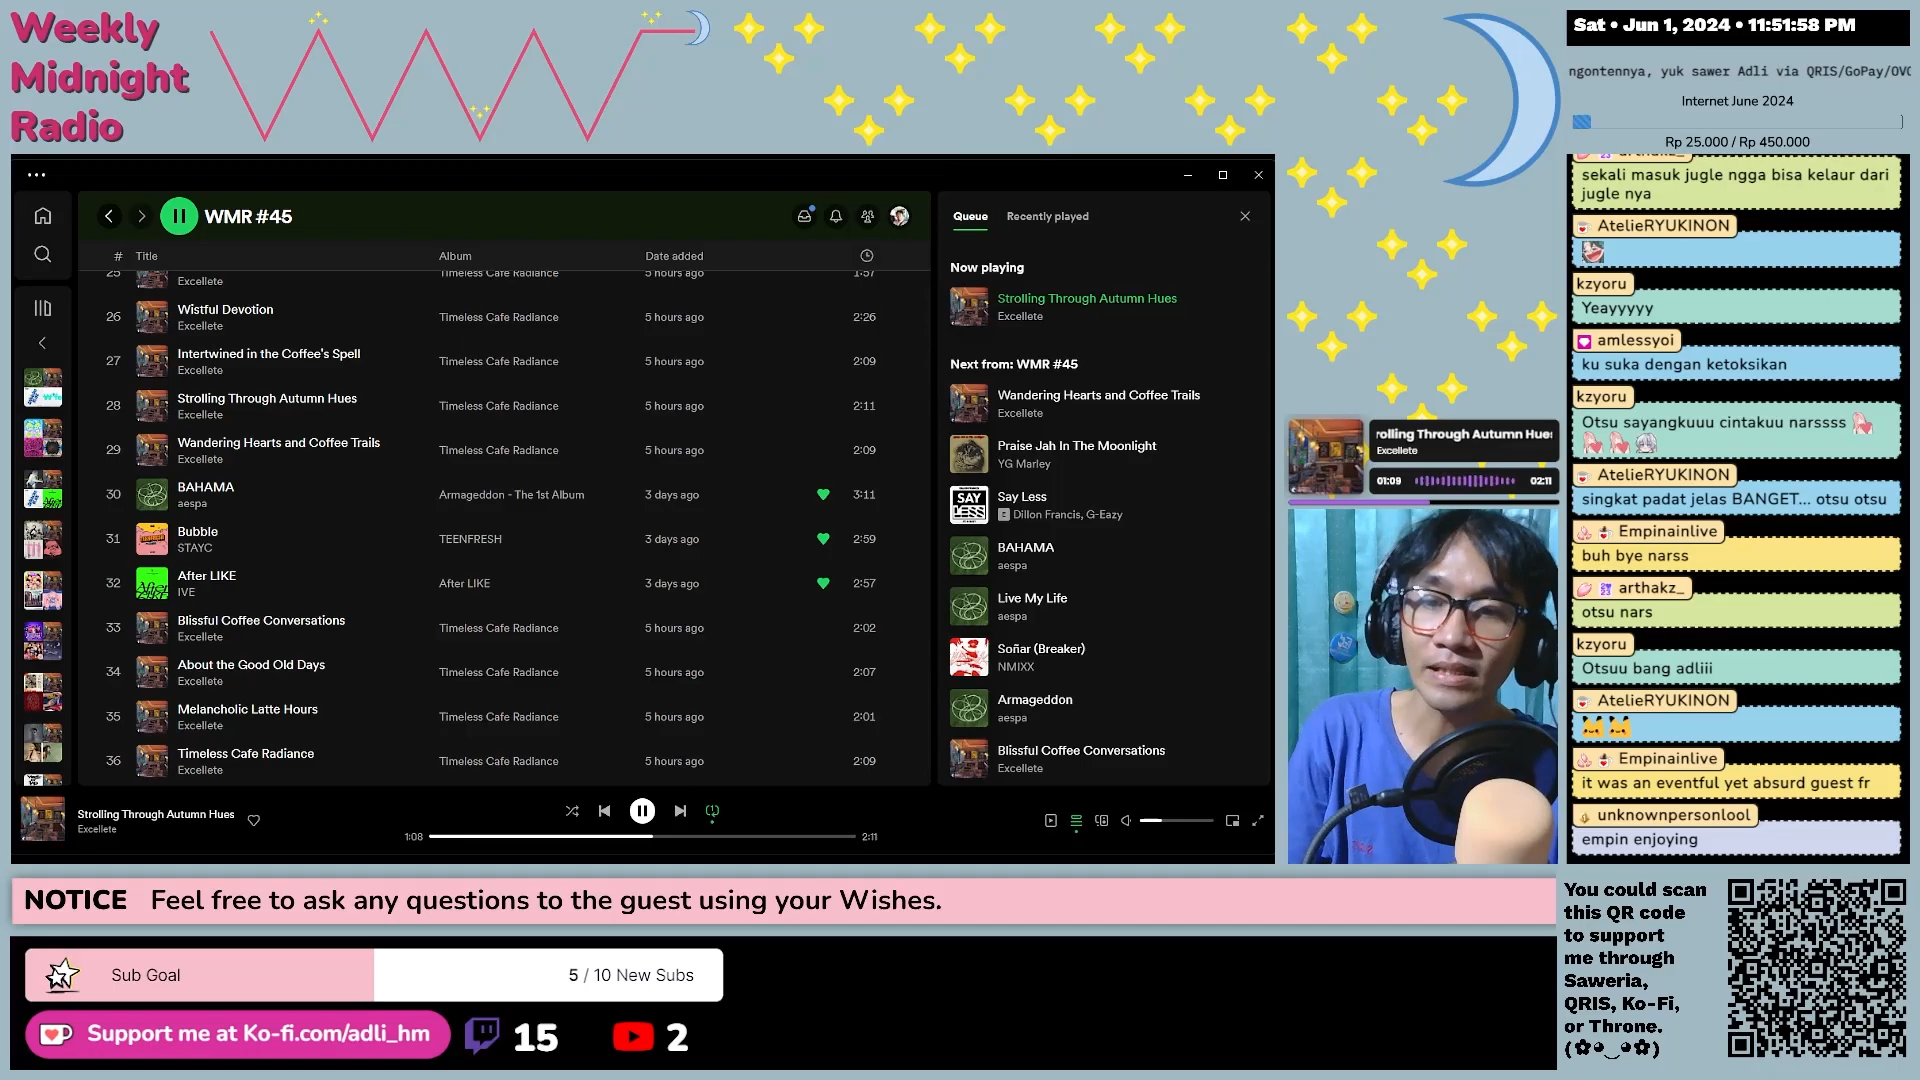 Weekly
Midnight
Radio
Sat • Jun 1, 2024 • 11:51:58 PM
ngontennya, yuk sawer Adli via QRIS/GoPay/OVO
Internet June 2024
Rp 25.000 / Rp 450.000
WMR #45
# Title Album Date added
25 Excellete Timeless Cafe Radiance 5 hours ago 1:57
26 Wistful Devotion Timeless Cafe Radiance 5 hours ago 2:26
Excellete
27 Intertwined in the Coffee's Spell Timeless Cafe Radiance 5 hours ago 2:09
Excellete
28 Strolling Through Autumn Hues Timeless Cafe Radiance 5 hours ago 2:11
Excellete
29 Wandering Hearts and Coffee Trails Timeless Cafe Radiance 5 hours ago 2:09
Excellete
30 BAHAMA Armageddon - The 1st Album 3 days ago 3:11
aespa
31 Bubble TEENFRESH 3 days ago 2:59
STAYC
32 After LIKE After LIKE 3 days ago 2:57
IVE
33 Blissful Coffee Conversations Timeless Cafe Radiance 5 hours ago 2:02
Excellete
34 About the Good Old Days Timeless Cafe Radiance 5 hours ago 2:07
Excellete
35 Melancholic Latte Hours Timeless Cafe Radiance 5 hours ago 2:01
Excellete
36 Timeless Cafe Radiance Timeless Cafe Radiance 5 hours ago 2:09
Excellete
Queue Recently played
Now playing
Strolling Through Autumn Hues
Excellete
Next from: WMR #45
Wandering Hearts and Coffee Trails
Excellete
Praise Jah In The Moonlight
YG Marley
SAY
LESS
Say Less
E Dillon Francis, G-Eazy
BAHAMA
aespa
Live My Life
aespa
Soñar (Breaker)
NMIXX
Armageddon
aespa
Blissful Coffee Conversations
Excellete
Strolling Through Autumn Hues
Excellete
1:08 2:11
rolling Through Autumn Hue
Excellete
01:09 02:11
arthakz_
sekali masuk jugle ngga bisa kelaur dari
jugle nya
AtelieRYUKINON
kzyoru
Yeayyyyy
amlessyoi
ku suka dengan ketoksikan
kzyoru
Otsu sayangkuuu cintakuu narssss
AtelieRYUKINON
singkat padat jelas BANGET... otsu otsu
Empinainlive
buh bye narss
arthakz_
otsu nars
kzyoru
Otsuu bang adliii
AtelieRYUKINON
Empinainlive
it was an eventful yet absurd guest fr
unknownpersonlool
empin enjoying
NOTICE Feel free to ask any questions to the guest using your Wishes.
Sub Goal 5 / 10 New Subs
Support me at Ko-fi.com/adli_hm 15 2
You could scan
this QR code
to support
me through
Saweria,
QRIS, Ko-Fi,
or Throne.
(✿◕‿◕✿)